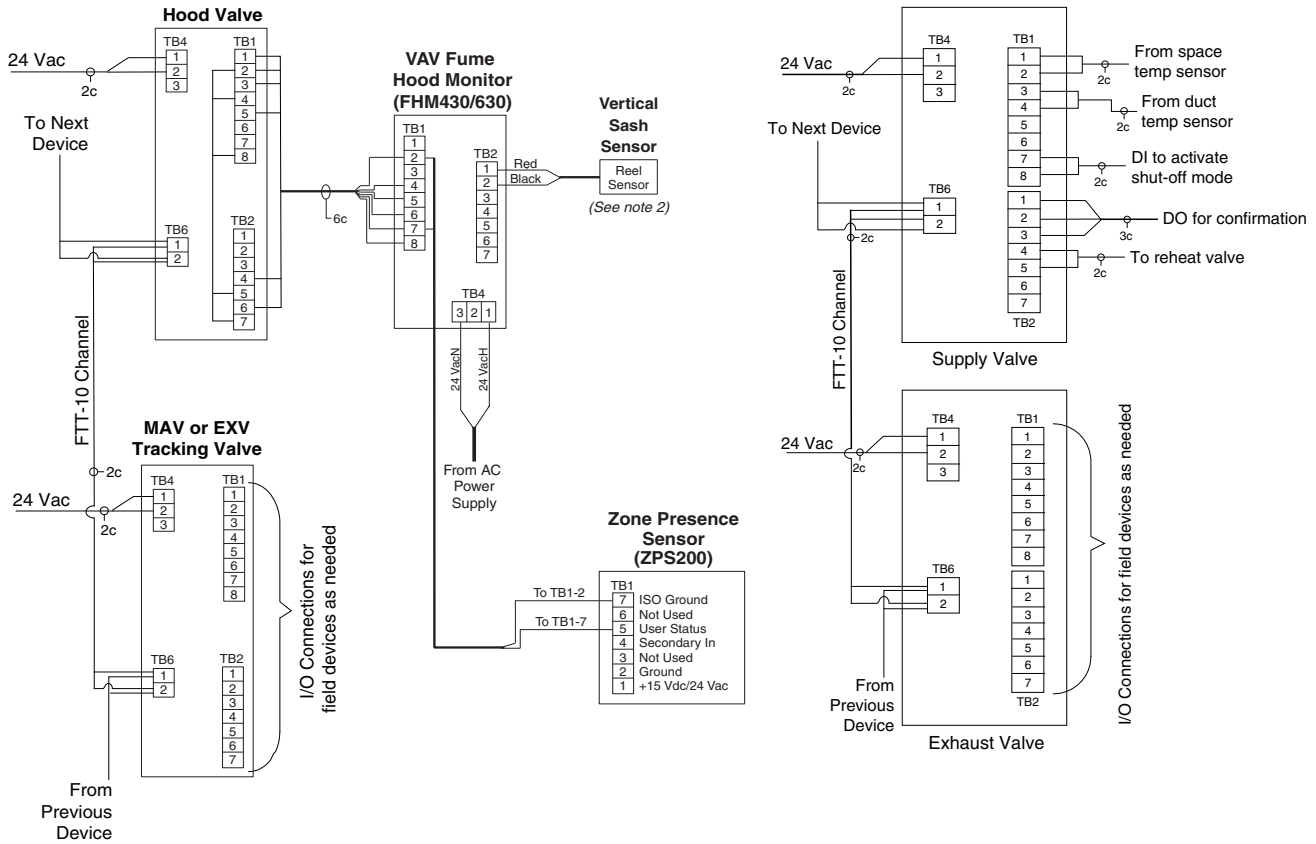 Hood Valve
24 Vac
2c
TB4
1
2
3
TB1
1
2
3
4
5
6
7
8
To Next
Device
TB6
1
2
2c
TB2
1
2
3
4
5
6
7
6c
FTT-10 Channel
VAV Fume
Hood Monitor
(FHM430/630)
TB1
1
2
3
4
5
6
7
8
TB2
1
2
3
4
5
6
7
Red
Black
Vertical
Sash
Sensor
Reel
Sensor
(See note 2)
TB4
3 2 1
24 VacN
24 VacH
From AC
Power
Supply
MAV or EXV
Tracking Valve
2c
24 Vac
2c
TB4
1
2
3
TB1
1
2
3
4
5
6
7
8
TB6
1
2
TB2
1
2
3
4
5
6
7
I/O Connections for
field devices as needed
From
Previous
Device
Zone Presence
Sensor
(ZPS200)
To TB1-2
To TB1-7
TB1
7 ISO Ground
6 Not Used
5 User Status
4 Secondary In
3 Not Used
2 Ground
1 +15 Vdc/24 Vac
24 Vac
2c
TB4
1
2
3
TB1
1
2
3
4
5
6
7
8
From space
temp sensor
2c
From duct
temp sensor
2c
DI to activate
shut-off mode
2c
To Next Device
TB6
1
2
2c
1
2
3
4
5
6
7
TB2
DO for confirmation
3c
To reheat valve
2c
FTT-10 Channel
Supply Valve
24 Vac
2c
TB4
1
2
3
TB1
1
2
3
4
5
6
7
8
TB6
1
2
1
2
3
4
5
6
7
TB2
I/O Connections for field devices as needed
From
Previous
Device
Exhaust Valve